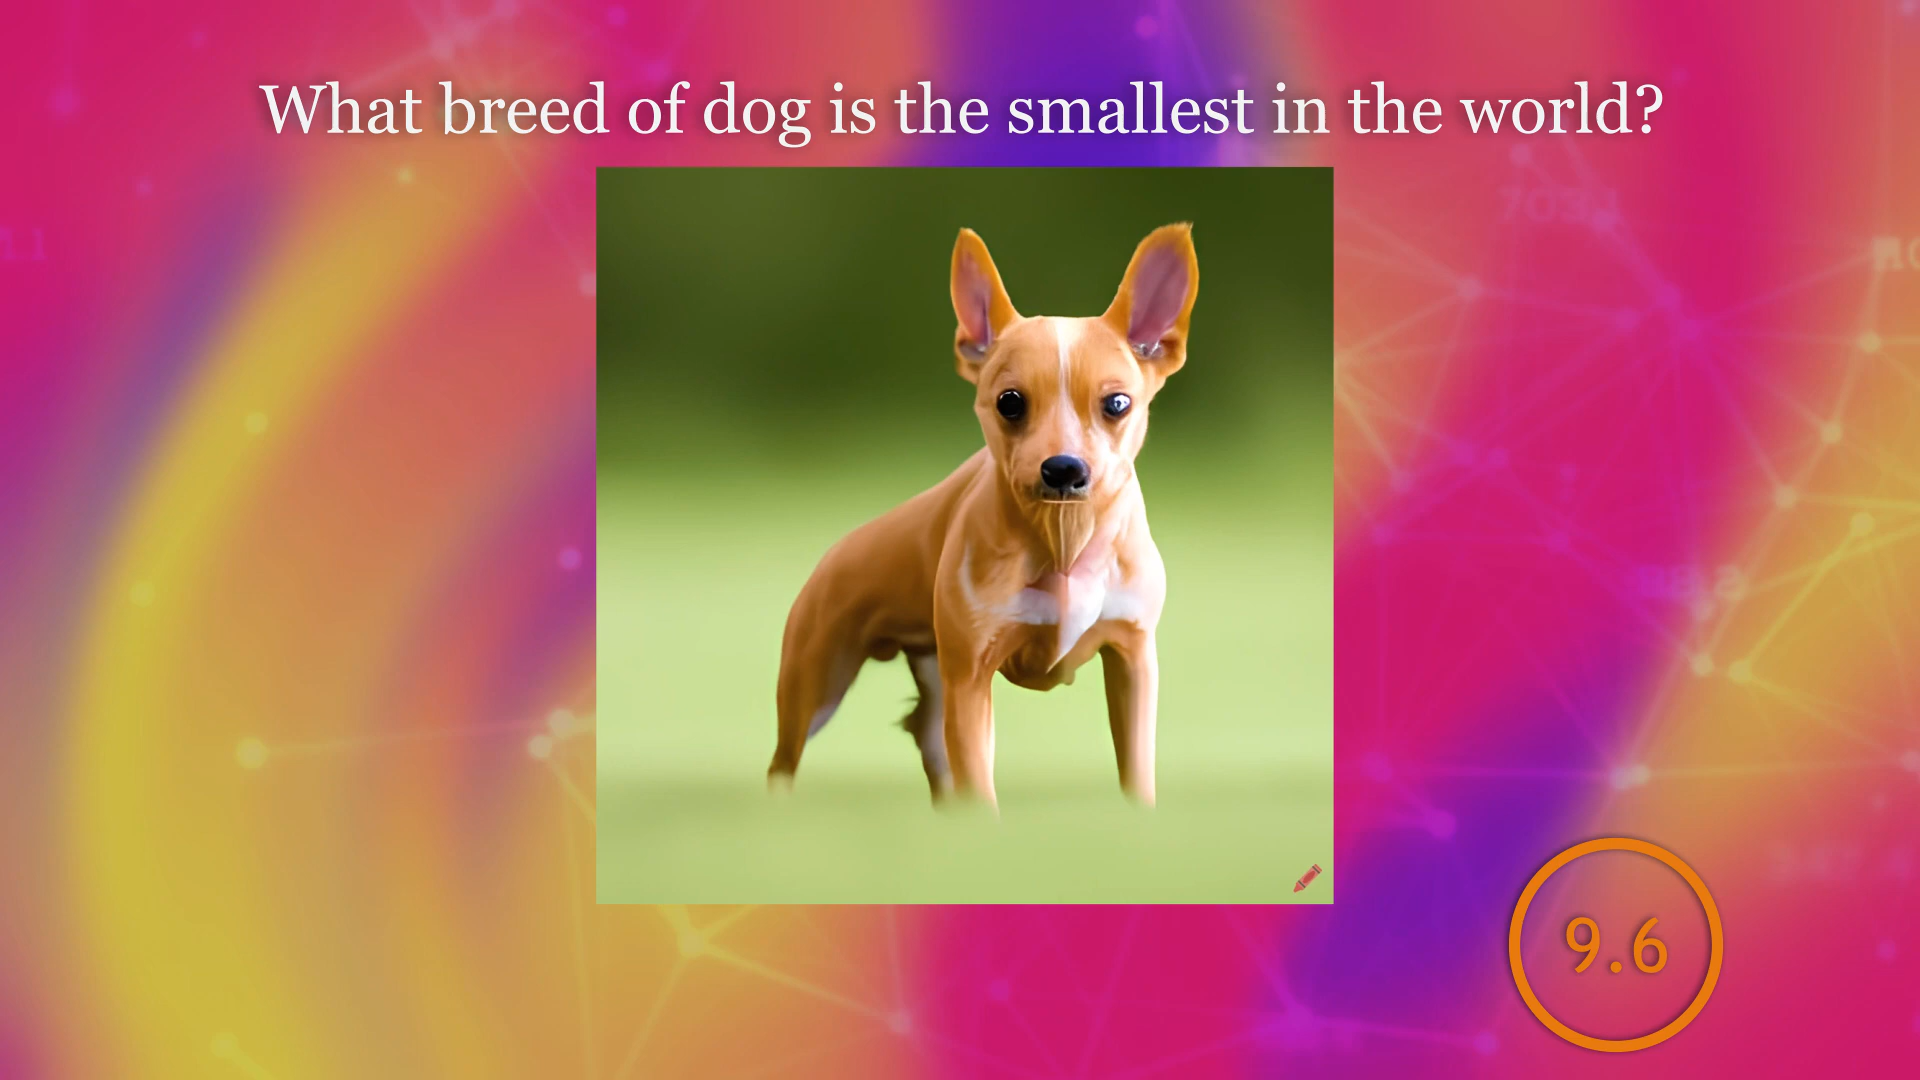 What breed of dog is the smallest in the world?
9.6